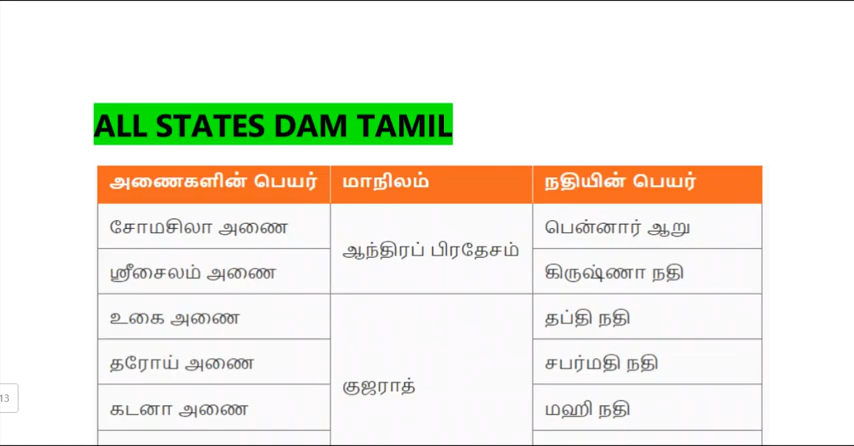 ALL STATES DAM TAMIL
அணைகளின் பெயர் மாநிலம் நதியின் பெயர்
சோமசிலா அணை பென்னார் ஆறு
ஆந்திரப் பிரதேசம்
ஸ்ரீசைலம் அணை கிருஷ்ணா நதி
உகை அணை தப்தி நதி
தரோய் அணை சபர்மதி நதி
குஜராத்
கடனா அணை மஹி நதி
13